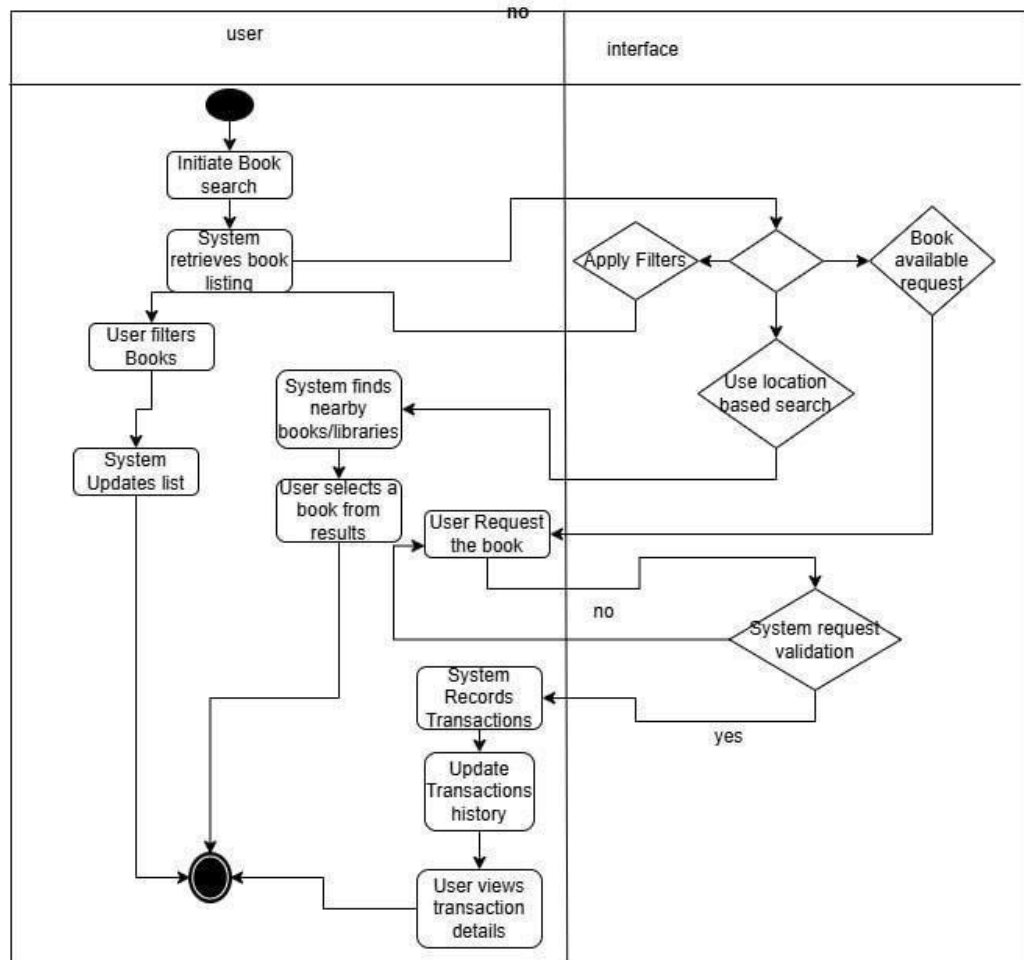 no
user
interface
Initiate Book
search
System
retrieves book
listing
Apply Filters
Book
available
request
User filters
Books
System finds
nearby
books/libraries
Use location
based search
System
Updates list
User selects a
book from
results
User Request
the book
no
System request
validation
System
Records
Transactions
yes
Update
Transactions
history
User views
transaction
details